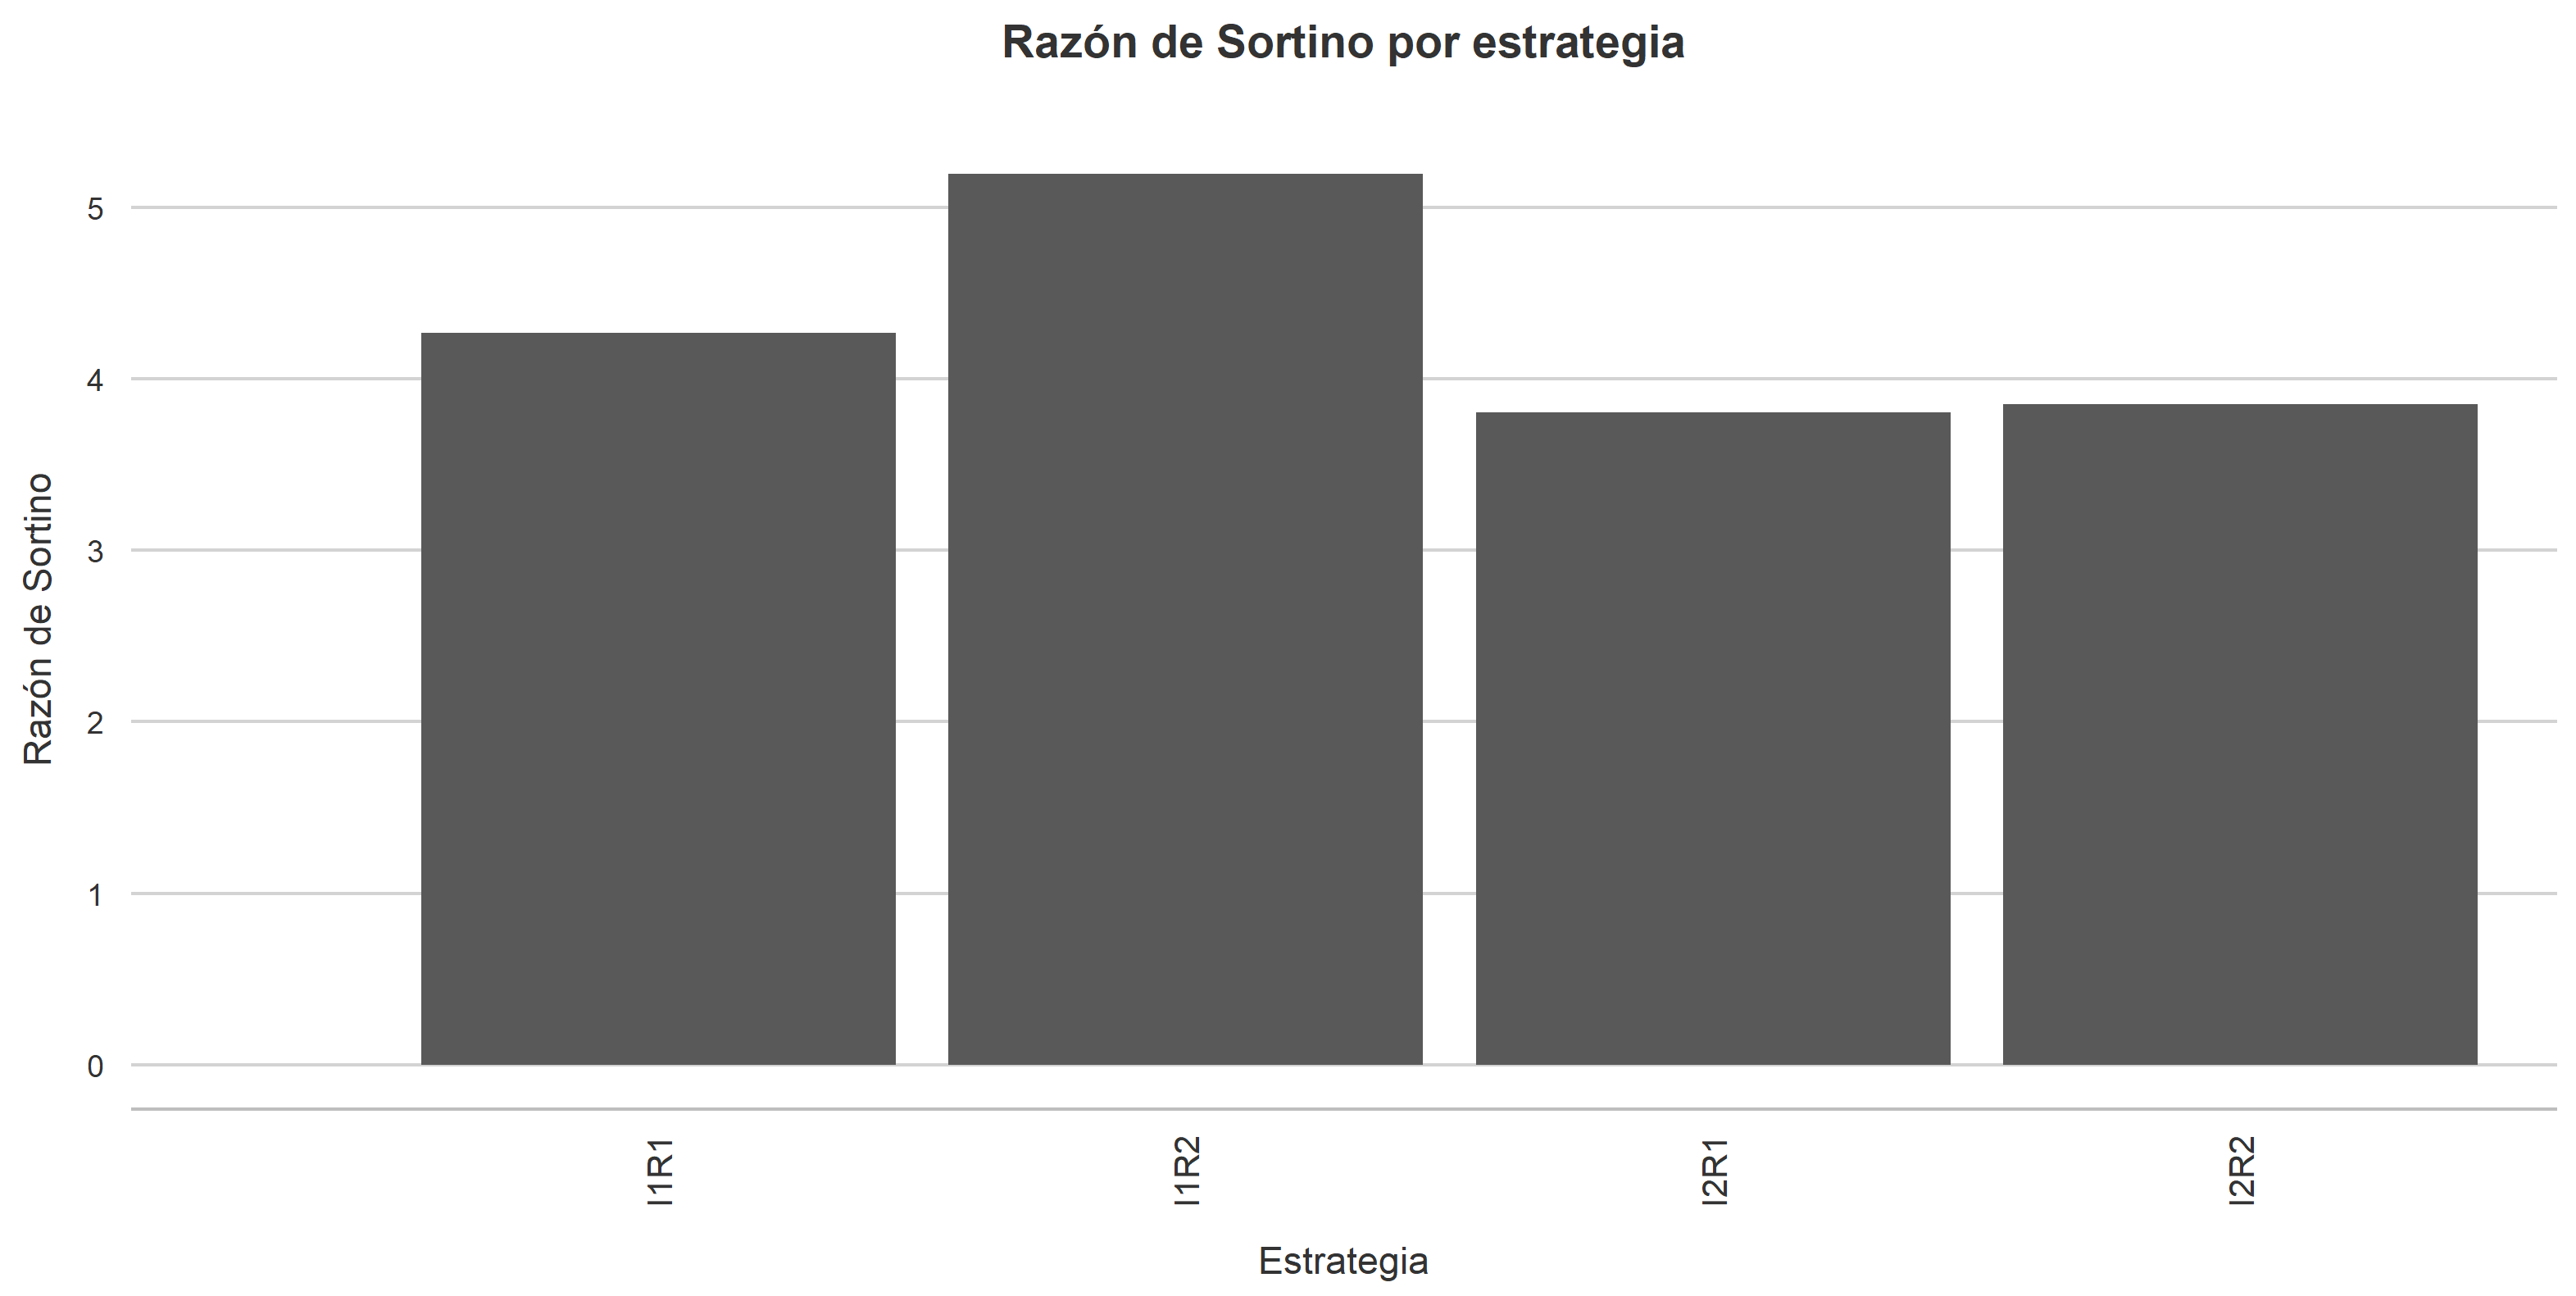 Razón de Sortino por estrategia
Razón de Sortino
5
4
3
2
1
0
I1R1
I1R2
I2R1
I2R2
Estrategia